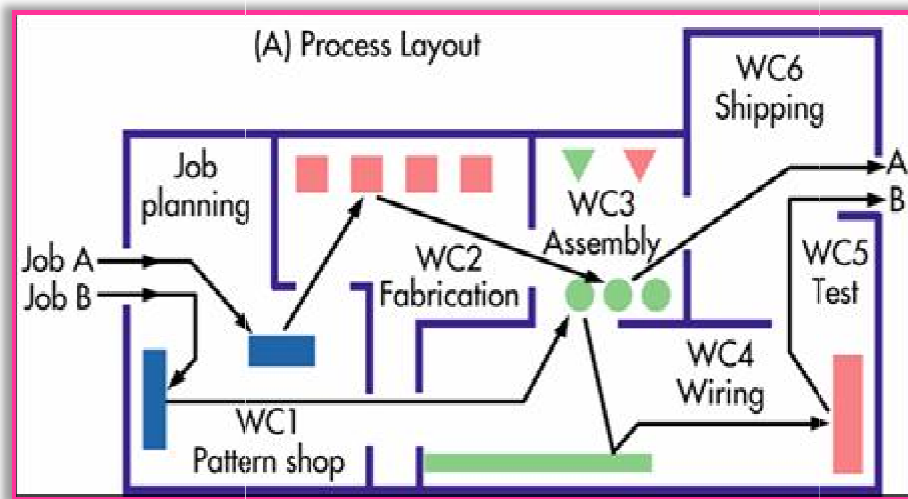 (A) Process Layout
WC6
Shipping
Job
planning
WC3
Assembly
A
B
WC2
Fabrication
WC5
Test
Job A
Job B
WC4
Wiring
WC1
Pattern shop